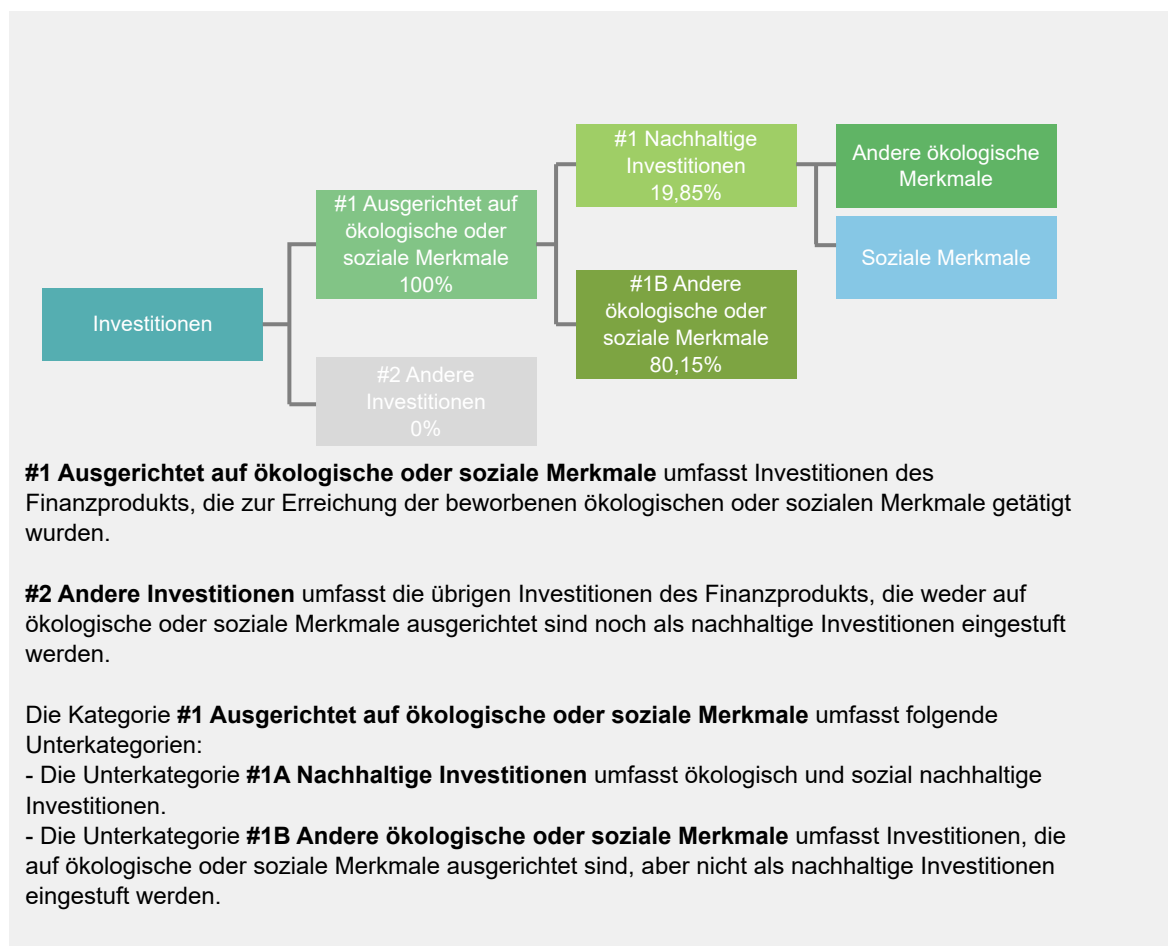 #1 Nachhaltige
Investitionen
19,85%
Andere ökologische
Merkmale
#1 Ausgerichtet auf
ökologische oder
soziale Merkmale
100%
Soziale Merkmale
#1B Andere
ökologische oder
soziale Merkmale
80,15%
Investitionen
#2 Andere
Investitionen
0%
#1 Ausgerichtet auf ökologische oder soziale Merkmale umfasst Investitionen des
Finanzprodukts, die zur Erreichung der beworbenen ökologischen oder sozialen Merkmale getätigt
wurden.
#2 Andere Investitionen umfasst die übrigen Investitionen des Finanzprodukts, die weder auf
ökologische oder soziale Merkmale ausgerichtet sind noch als nachhaltige Investitionen eingestuft
werden.
Die Kategorie #1 Ausgerichtet auf ökologische oder soziale Merkmale umfasst folgende
Unterkategorien:
- Die Unterkategorie #1A Nachhaltige Investitionen umfasst ökologisch und sozial nachhaltige
Investitionen.
- Die Unterkategorie #1B Andere ökologische oder soziale Merkmale umfasst Investitionen, die
auf ökologische oder soziale Merkmale ausgerichtet sind, aber nicht als nachhaltige Investitionen
eingestuft werden.